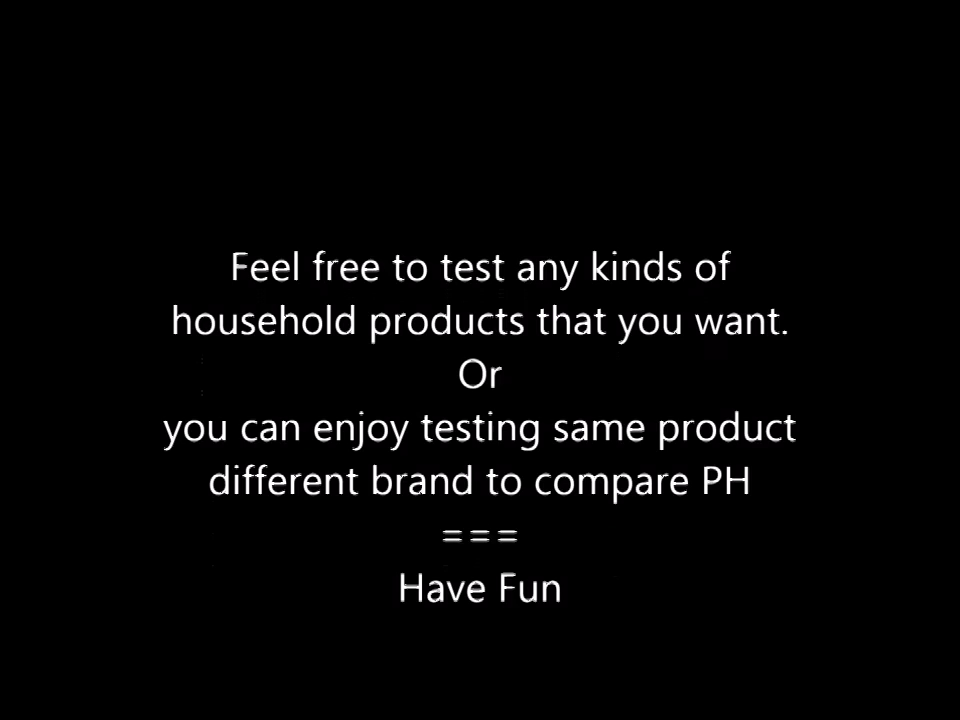 Feel free to test any kinds of
household products that you want.
Or
you can enjoy testing same product
different brand to compare PH
===
Have Fun